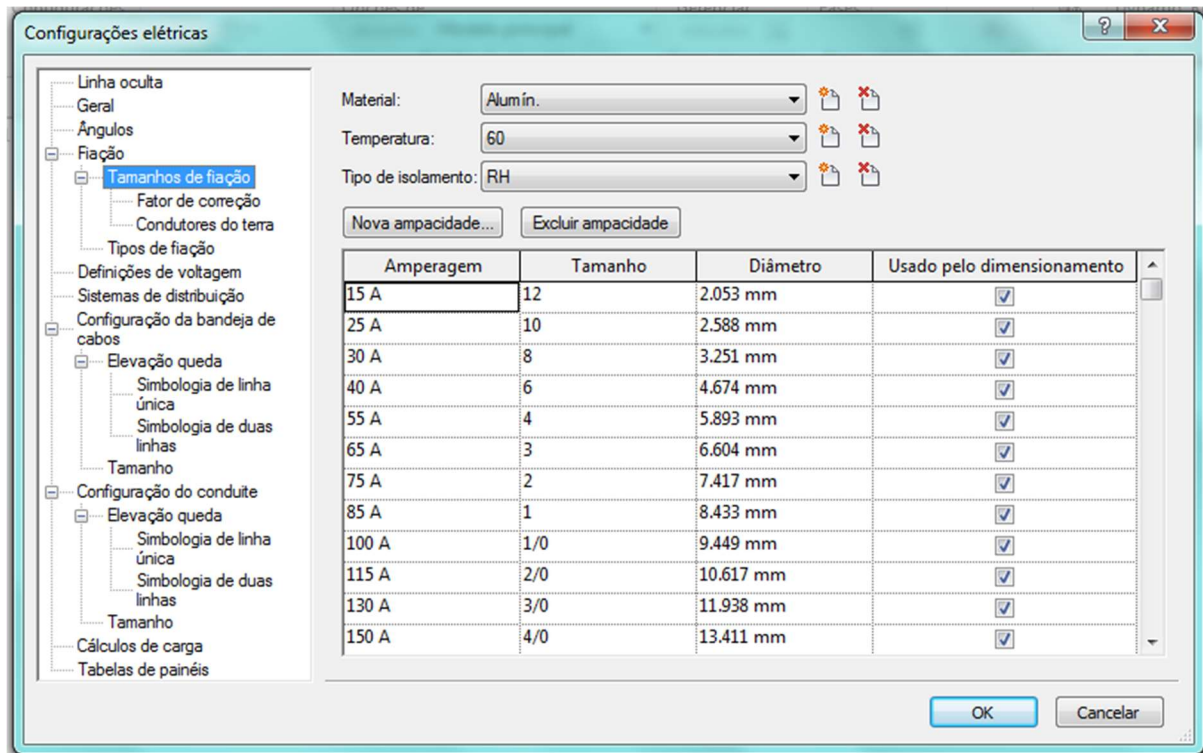 Configurações elétricas
Linha oculta
Geral
Ângulos
Fiação
Tamanhos de fiação
Fator de correção
Condutores do terra
Tipos de fiação
Definições de voltagem
Sistemas de distribuição
Configuração da bandeja de
cabos
Elevação queda
Simbologia de linha
única
Simbologia de duas
linhas
Tamanho
Configuração do conduite
Elevação queda
Simbologia de linha
única
Simbologia de duas
linhas
Tamanho
Cálculos de carga
Tabelas de painéis
Material: Alumín.
Temperatura: 60
Tipo de isolamento: RH
Nova ampacidade... Excluir ampacidade
Amperagem Tamanho Diâmetro Usado pelo dimensionamento
15 A 12 2.053 mm
25 A 10 2.588 mm
30 A 8 3.251 mm
40 A 6 4.674 mm
55 A 4 5.893 mm
65 A 3 6.604 mm
75 A 2 7.417 mm
85 A 1 8.433 mm
100 A 1/0 9.449 mm
115 A 2/0 10.617 mm
130 A 3/0 11.938 mm
150 A 4/0 13.411 mm
OK Cancelar